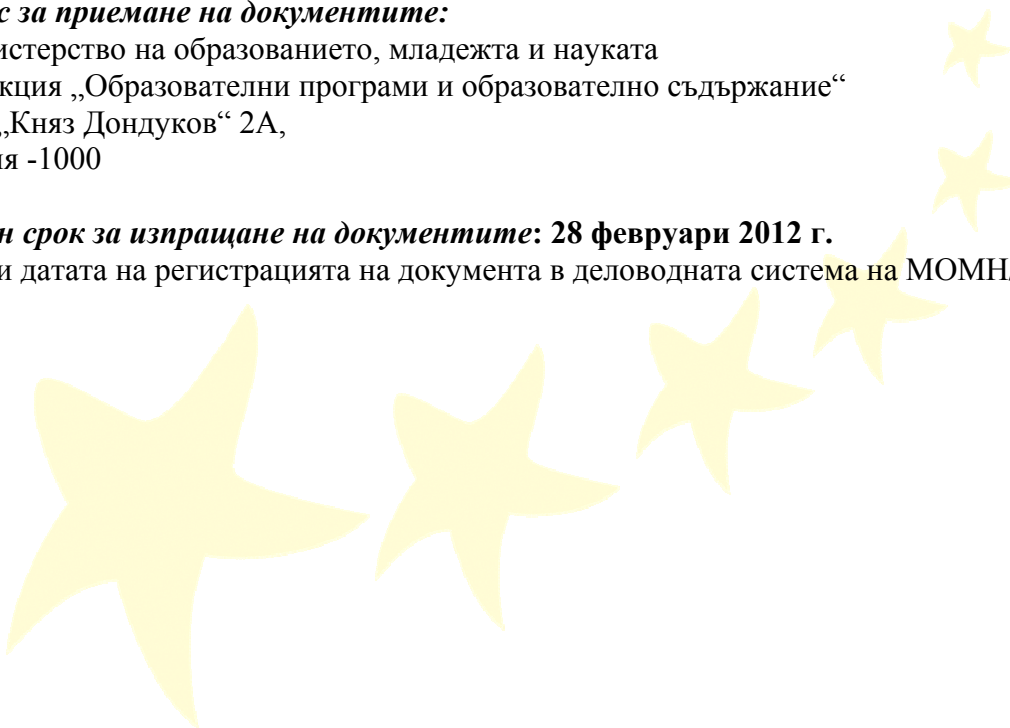 с за приемане на документите:
истерство на образованието, младежта и науката
кция „Образователни програми и образователно съдържание“
„Княз Дондуков“ 2А,
ия -1000
н срок за изпращане на документите: 28 февруари 2012 г.
и датата на регистрацията на документа в деловодната система на МОМН